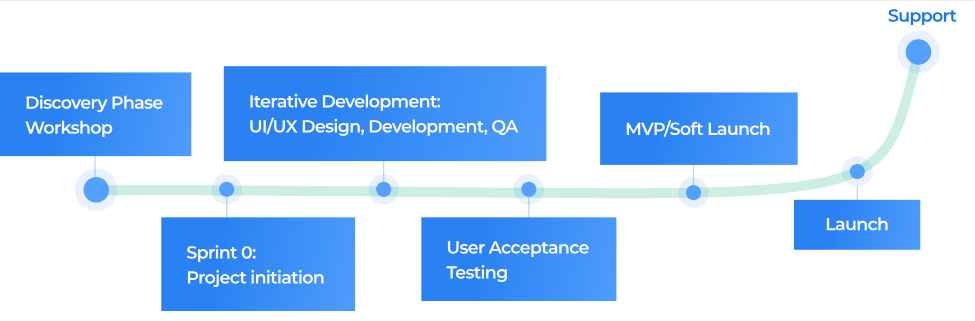 Support
Discovery Phase
Workshop
Iterative Development:
UI/UX Design, Development, QA
MVP/Soft Launch
Sprint 0:
Project initiation
User Acceptance
Testing
Launch